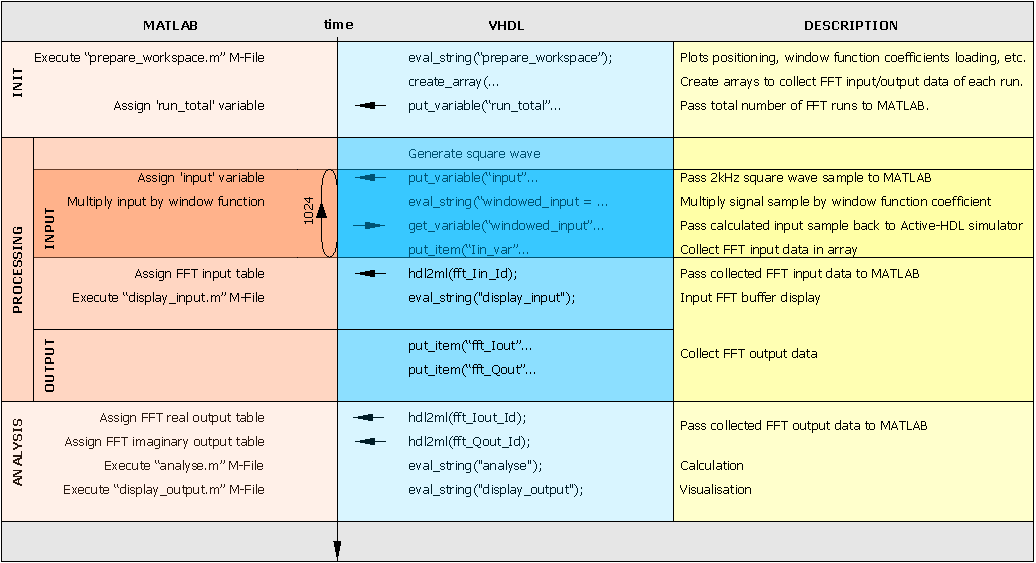 MATLAB time VHDL DESCRIPTION
INIT
Execute “prepare_workspace.m” M-File eval_string(“prepare_workspace”); Plots positioning, window function coefficients loading, etc.
create_array(... Create arrays to collect FFT input/output data of each run.
Assign 'run_total' variable put_variable(“run_total”... Pass total number of FFT runs to MATLAB.
PROCESSING
Generate square wave
INPUT
1024
Assign 'input' variable put_variable(“input”... Pass 2kHz square wave sample to MATLAB
Multiply input by window function eval_string(“windowed_input = ... Multiply signal sample by window function coefficient
get_variable(“windowed_input”... Pass calculated input sample back to Active-HDL simulator
put_item(“Iin_var”... Collect FFT input data in array
Assign FFT input table hdl2ml(fft_Iin_Id); Pass collected FFT input data to MATLAB
Execute “display_input.m” M-File eval_string("display_input"); Input FFT buffer display
OUTPUT
put_item(“fft_Iout”...
Collect FFT output data
put_item(“fft_Qout”...
ANALYSIS
Assign FFT real output table hdl2ml(fft_Iout_Id);
Pass collected FFT output data to MATLAB
Assign FFT imaginary output table hdl2ml(fft_Qout_Id);
Execute “analyse.m” M-File eval_string("analyse"); Calculation
Execute “display_output.m” M-File eval_string("display_output"); Visualisation